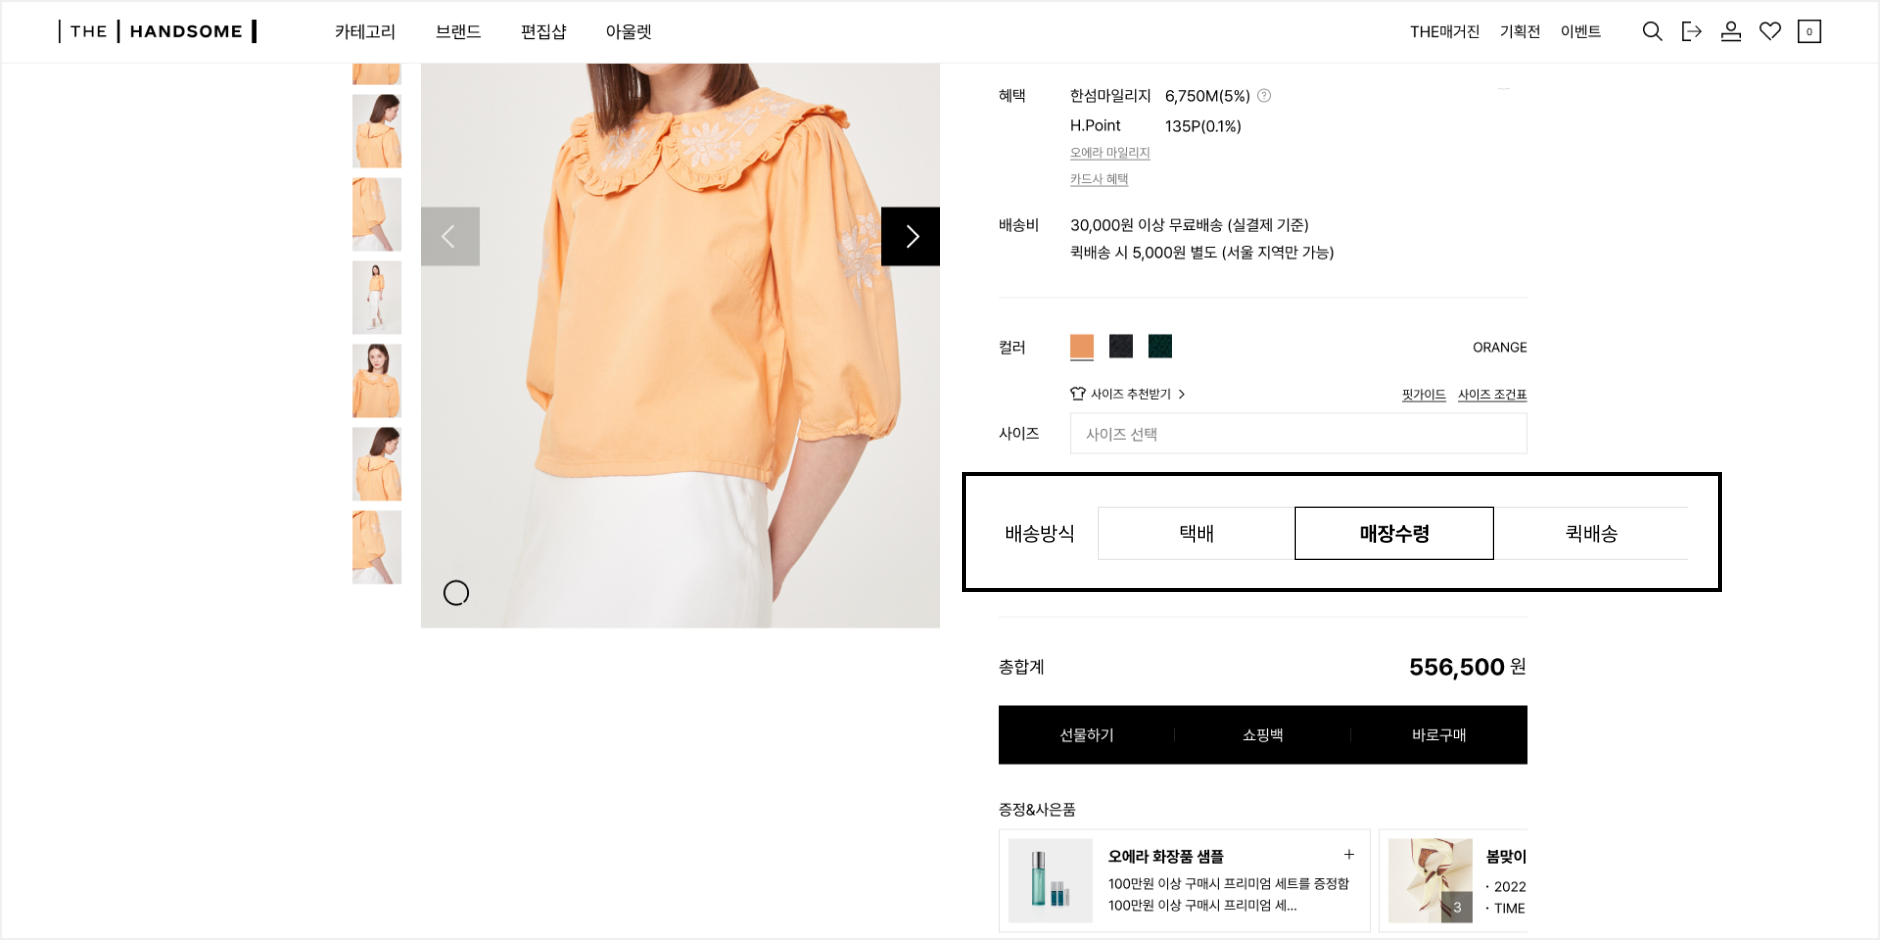 THE HANDSOME
카테고리 브랜드 편집샵 아울렛
THE매거진 기획전 이벤트
0
혜택 한섬마일리지 6,750M(5%) ?
H.Point 135P(0.1%)
오에라 마일리지
카드사 혜택
배송비 30,000원 이상 무료배송 (실결제 기준)
퀵배송 시 5,000원 별도 (서울 지역만 가능)
컬러 ORANGE
사이즈 추천받기 > 핏가이드 사이즈 조건표
사이즈 사이즈 선택
배송방식 택배 매장수령 퀵배송
총합계 556,500 원
선물하기 쇼핑백 바로구매
증정&사은품
오에라 화장품 샘플 +
100만원 이상 구매시 프리미엄 세트를 증정함
100만원 이상 구매시 프리미엄 세...
3
봄맞이
· 2022
· TIME